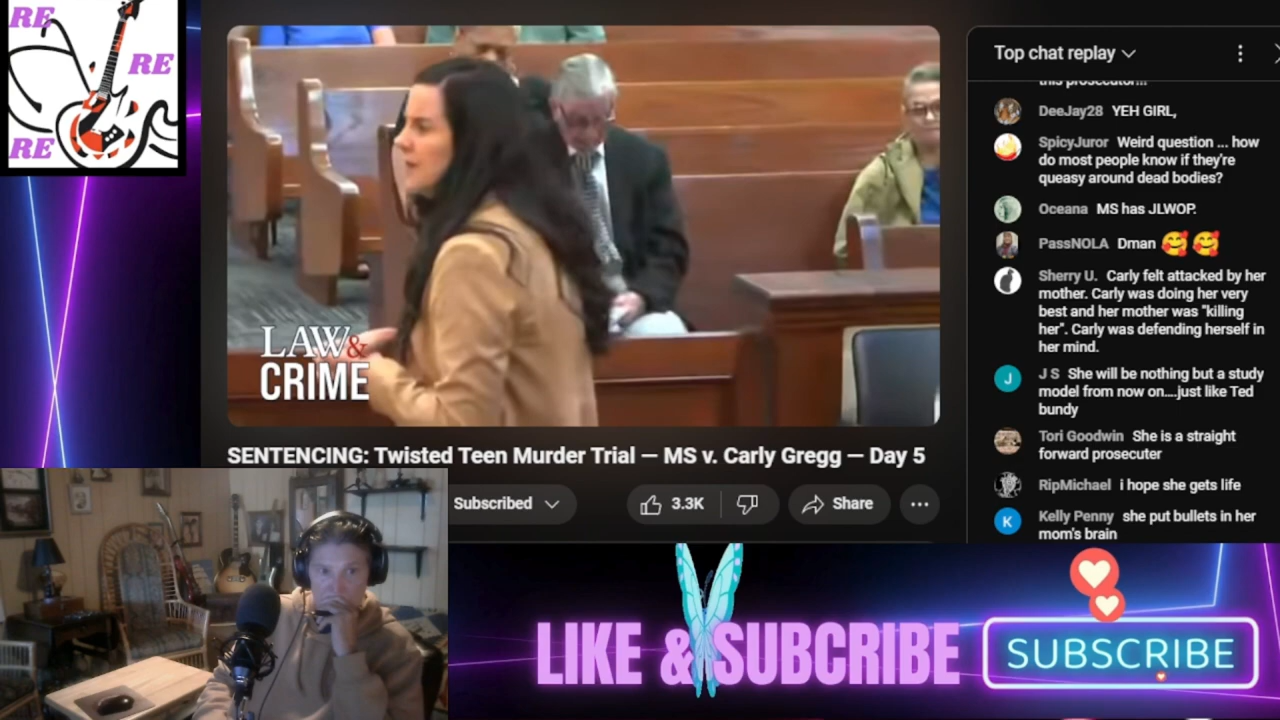 RE
RE
RE
LAW&
CRIME
SENTENCING: Twisted Teen Murder Trial — MS v. Carly Gregg — Day 5
Subscribed
3.3K
Share
Top chat replay
this prosecutor!!!
DeeJay28 YEH GIRL,
SpicyJuror Weird question ... how
do most people know if they're
queasy around dead bodies?
Oceana MS has JLWOP.
PassNOLA Dman 🥰 🥰
Sherry U. Carly felt attacked by her
mother. Carly was doing her very
best and her mother was "killing
her". Carly was defending herself in
her mind.
J
J S She will be nothing but a study
model from now on....just like Ted
bundy
Tori Goodwin She is a straight
forward prosecuter
RipMichael i hope she gets life
K
Kelly Penny she put bullets in her
mom's brain
LIKE & SUBCRIBE
SUBSCRIBE